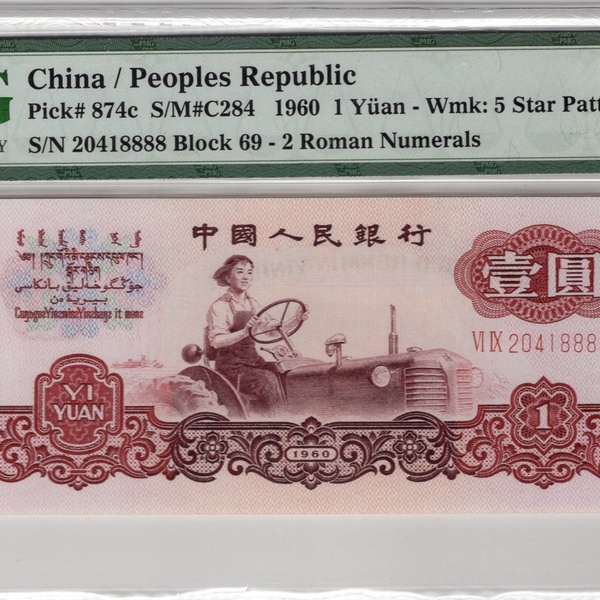 China / Peoples Republic
Pick# 874c S/M#C284 1960 1 Yüan - Wmk: 5 Star Patt
S/N 20418888 Block 69 - 2 Roman Numerals
中國人民銀行
壹圓
VI IX 20418888
YI
YUAN
1
1960